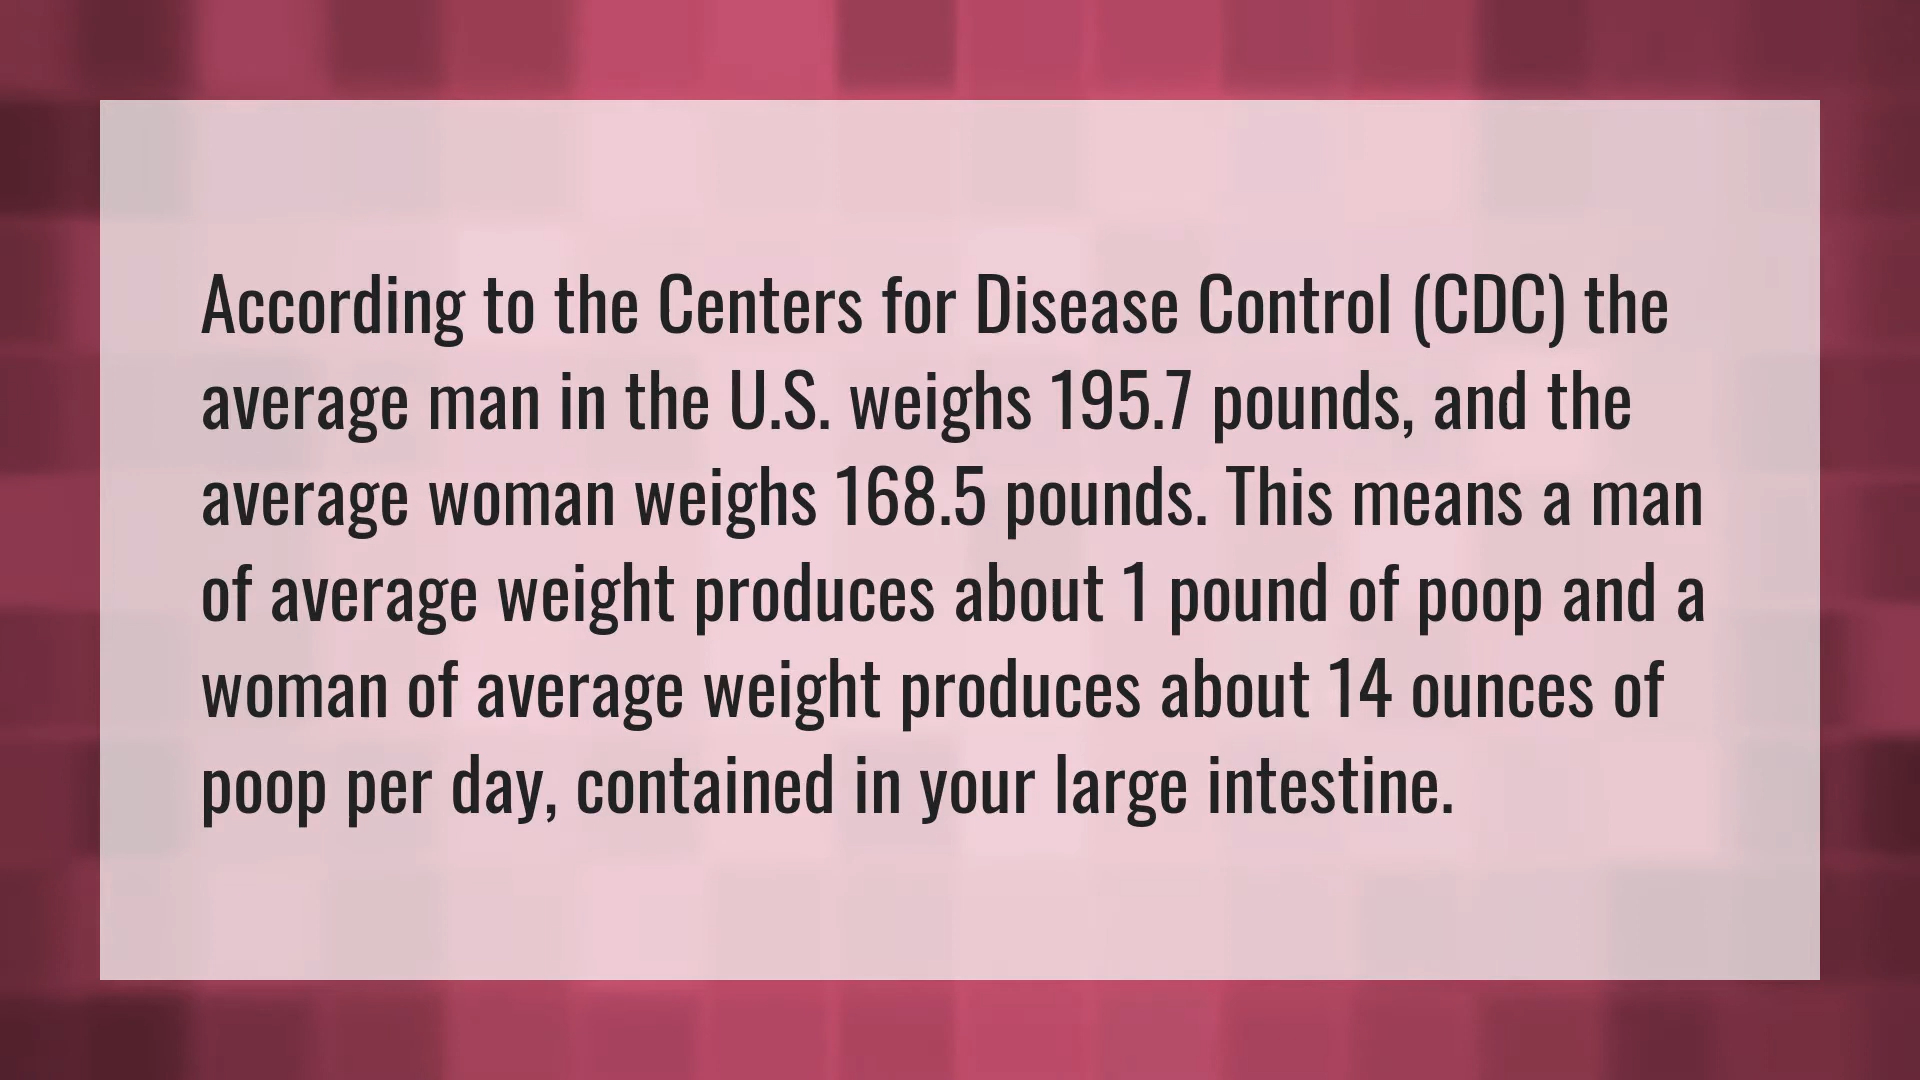 According to the Centers for Disease Control (CDC) the
average man in the U.S. weighs 195.7 pounds, and the
average woman weighs 168.5 pounds. This means a man
of average weight produces about 1 pound of poop and a
woman of average weight produces about 14 ounces of
poop per day, contained in your large intestine.